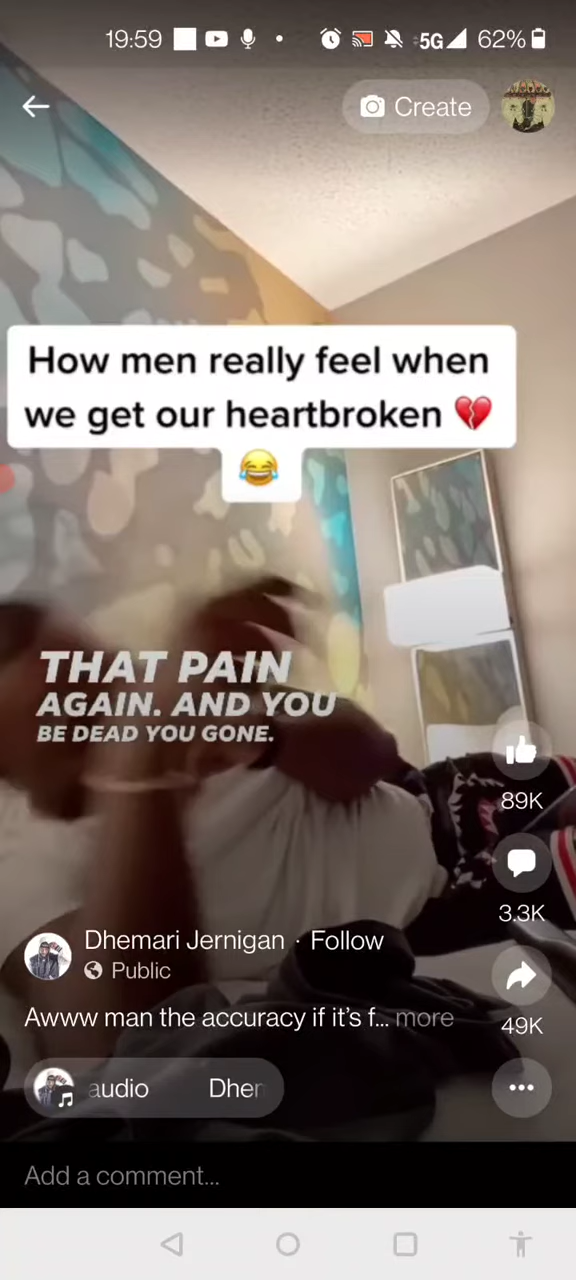 19:59 5G 62%
Create
How men really feel when
we get our heartbroken 💔
😂
THAT PAIN
AGAIN. AND YOU
BE DEAD YOU GONE.
89K
3.3K
Dhemari Jernigan · Follow
Public
Awww man the accuracy if it's f... more
49K
audio Dher
Add a comment...